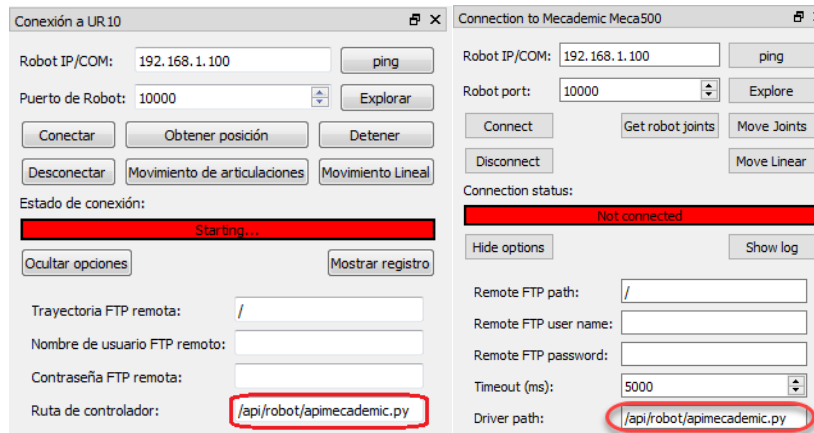 Conexión a UR10
Robot IP/COM: 192.168.1.100 ping
Puerto de Robot: 10000 Explorar
Conectar Obtener posición Detener
Desconectar Movimiento de articulaciones Movimiento Lineal
Estado de conexión:
Starting...
Ocultar opciones Mostrar registro
Trayectoria FTP remota: /
Nombre de usuario FTP remoto:
Contraseña FTP remota:
Ruta de controlador: /api/robot/apimecademic.py
Connection to Mecademic Meca500
Robot IP/COM: 192.168.1.100 ping
Robot port: 10000 Explore
Connect Get robot joints Move Joints
Disconnect Move Linear
Connection status:
Not connected
Hide options Show log
Remote FTP path: /
Remote FTP user name:
Remote FTP password:
Timeout (ms): 5000
Driver path: /api/robot/apimecademic.py